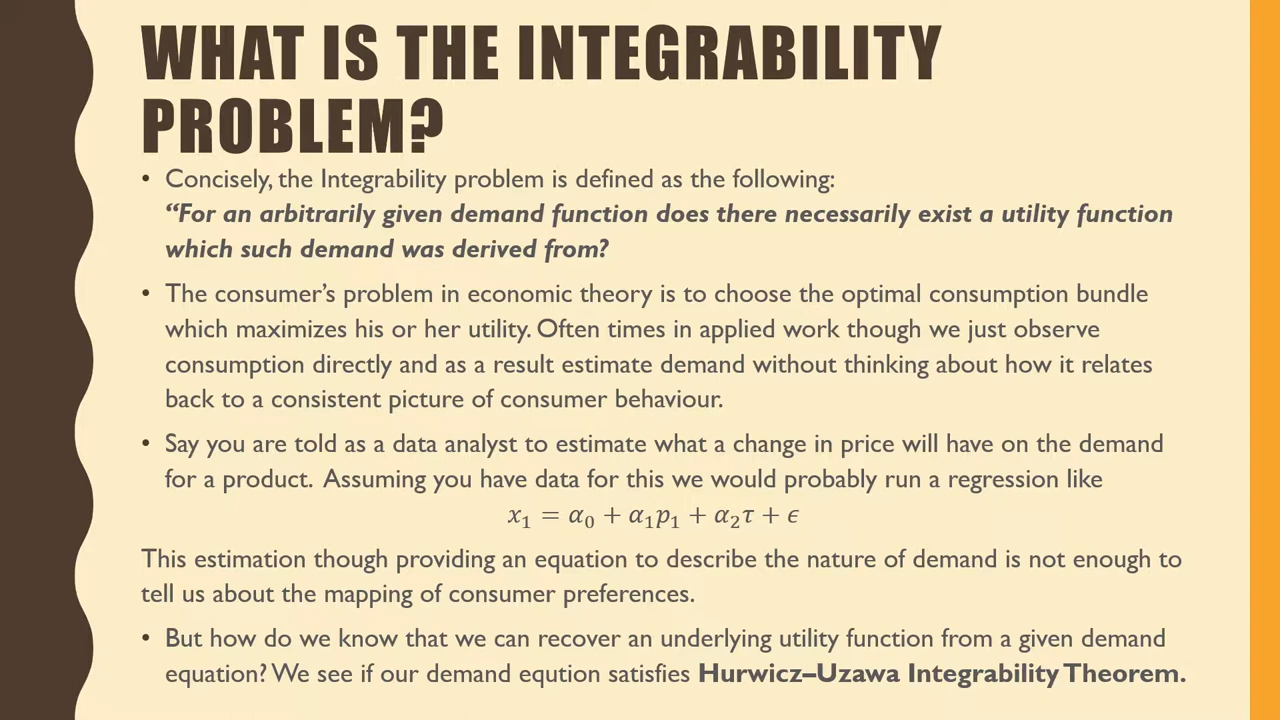 WHAT IS THE INTEGRABILITY
PROBLEM?
• Concisely, the Integrability problem is defined as the following:
“For an arbitrarily given demand function does there necessarily exist a utility function
which such demand was derived from?
• The consumer’s problem in economic theory is to choose the optimal consumption bundle
which maximizes his or her utility. Often times in applied work though we just observe
consumption directly and as a result estimate demand without thinking about how it relates
back to a consistent picture of consumer behaviour.
• Say you are told as a data analyst to estimate what a change in price will have on the demand
for a product. Assuming you have data for this we would probably run a regression like
x₁ = α₀ + α₁p₁ + α₂τ + ϵ
This estimation though providing an equation to describe the nature of demand is not enough to
tell us about the mapping of consumer preferences.
• But how do we know that we can recover an underlying utility function from a given demand
equation? We see if our demand eqution satisfies Hurwicz–Uzawa Integrability Theorem.